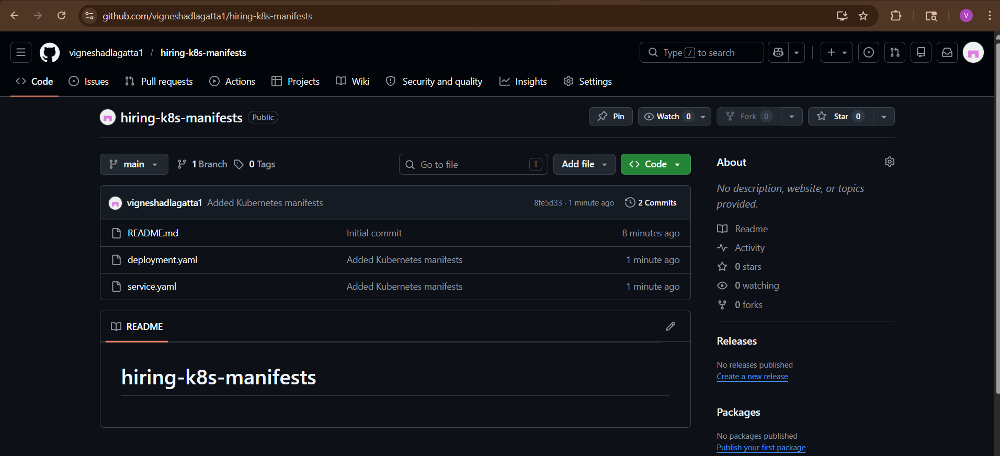 github.com/vigneshadlagatta1/hiring-k8s-manifests
V
vigneshadlagatta1 / hiring-k8s-manifests
Type / to search
Code Issues Pull requests Actions Projects Wiki Security and quality Insights Settings
hiring-k8s-manifests Public
Pin Watch 0 Fork 0 Star 0
main 1 Branch 0 Tags
Go to file T Add file Code
vigneshadlagatta1 Added Kubernetes manifests 8fe5d33 · 1 minute ago 2 Commits
README.md Initial commit 8 minutes ago
deployment.yaml Added Kubernetes manifests 1 minute ago
service.yaml Added Kubernetes manifests 1 minute ago
README
hiring-k8s-manifests
About
No description, website, or topics
provided.
Readme
Activity
0 stars
0 watching
0 forks
Releases
No releases published
Create a new release
Packages
No packages published
Publish your first package